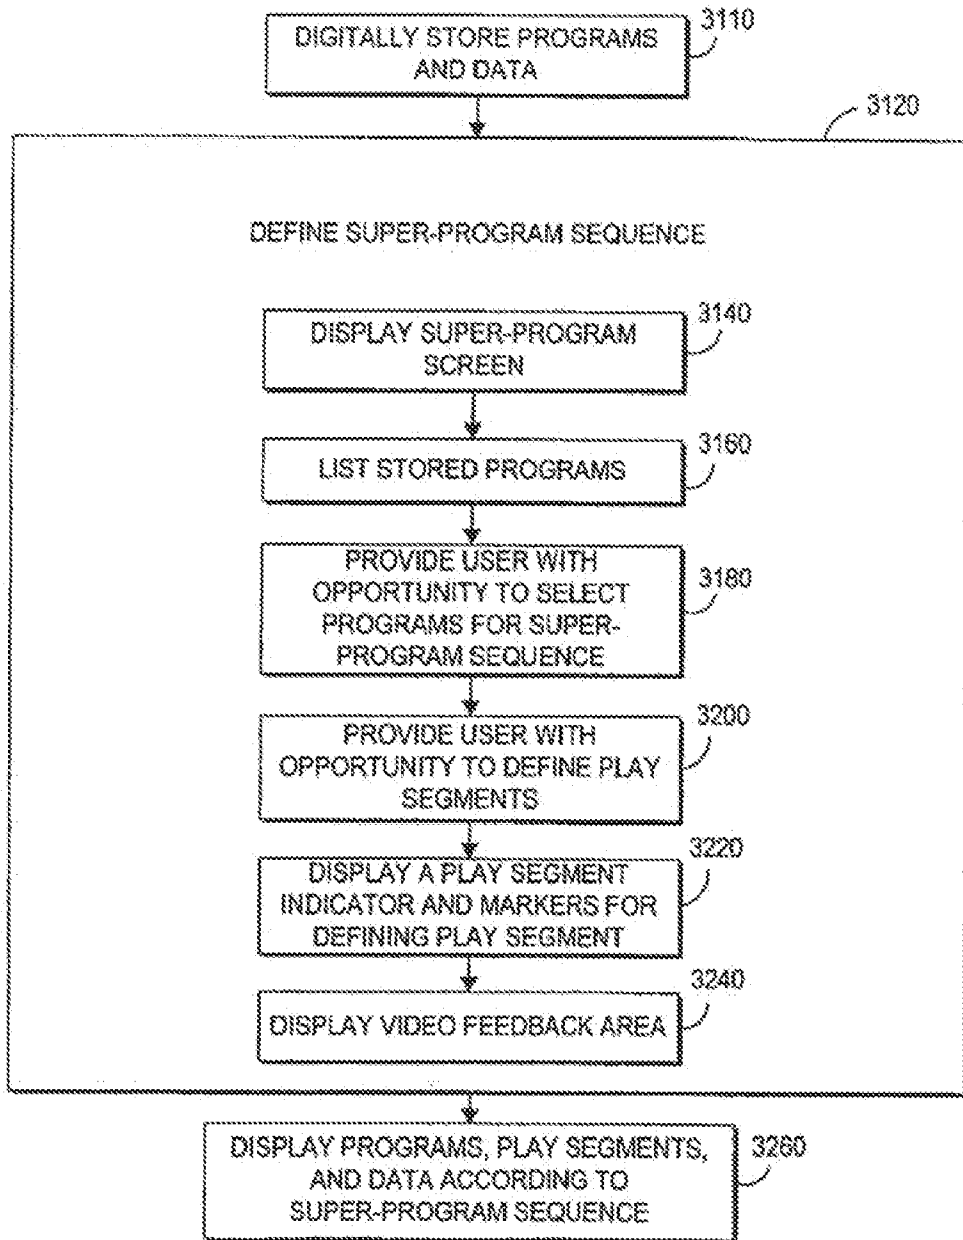 3110
DIGITALLY STORE PROGRAMS
AND DATA
3120
DEFINE SUPER-PROGRAM SEQUENCE
3140
DISPLAY SUPER-PROGRAM
SCREEN
3160
LIST STORED PROGRAMS
3180
PROVIDE USER WITH
OPPORTUNITY TO SELECT
PROGRAMS FOR SUPER-
PROGRAM SEQUENCE
3200
PROVIDE USER WITH
OPPORTUNITY TO DEFINE PLAY
SEGMENTS
3220
DISPLAY A PLAY SEGMENT
INDICATOR AND MARKERS FOR
DEFINING PLAY SEGMENT
3240
DISPLAY VIDEO FEEDBACK AREA
3260
DISPLAY PROGRAMS, PLAY SEGMENTS,
AND DATA ACCORDING TO
SUPER-PROGRAM SEQUENCE